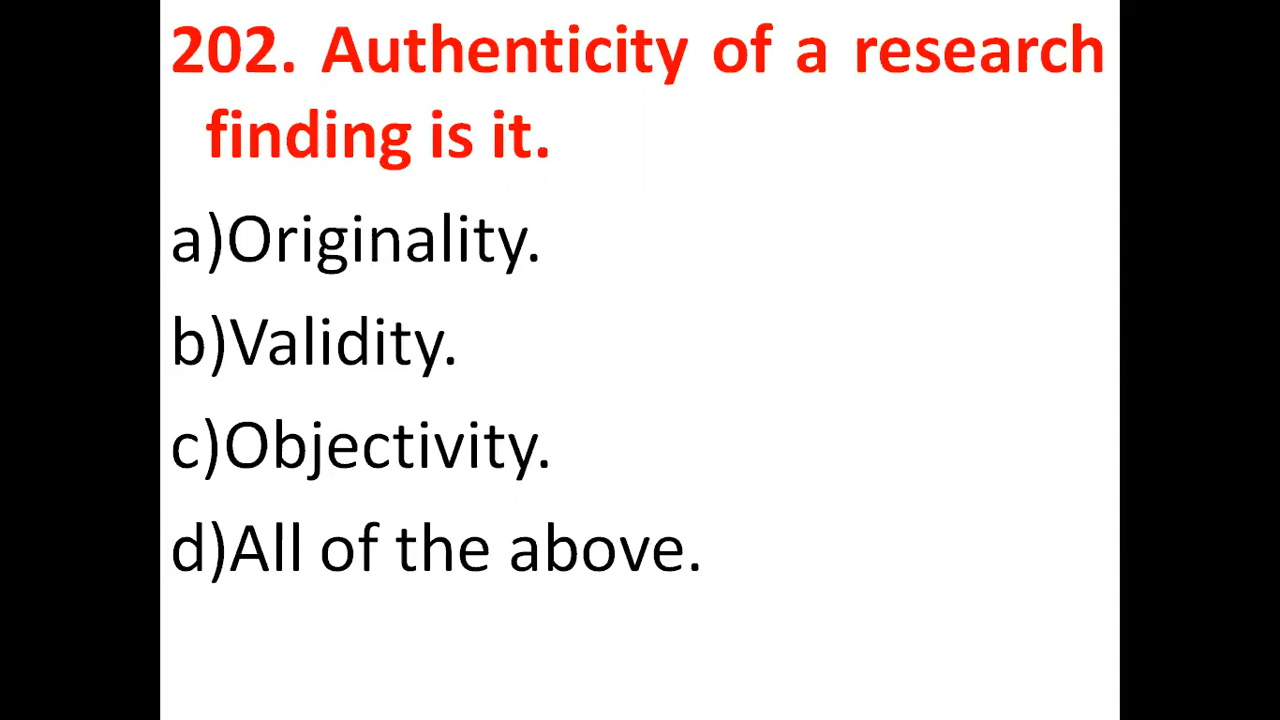 202. Authenticity of a research
finding is it.
a)Originality.
b)Validity.
c)Objectivity.
d)All of the above.